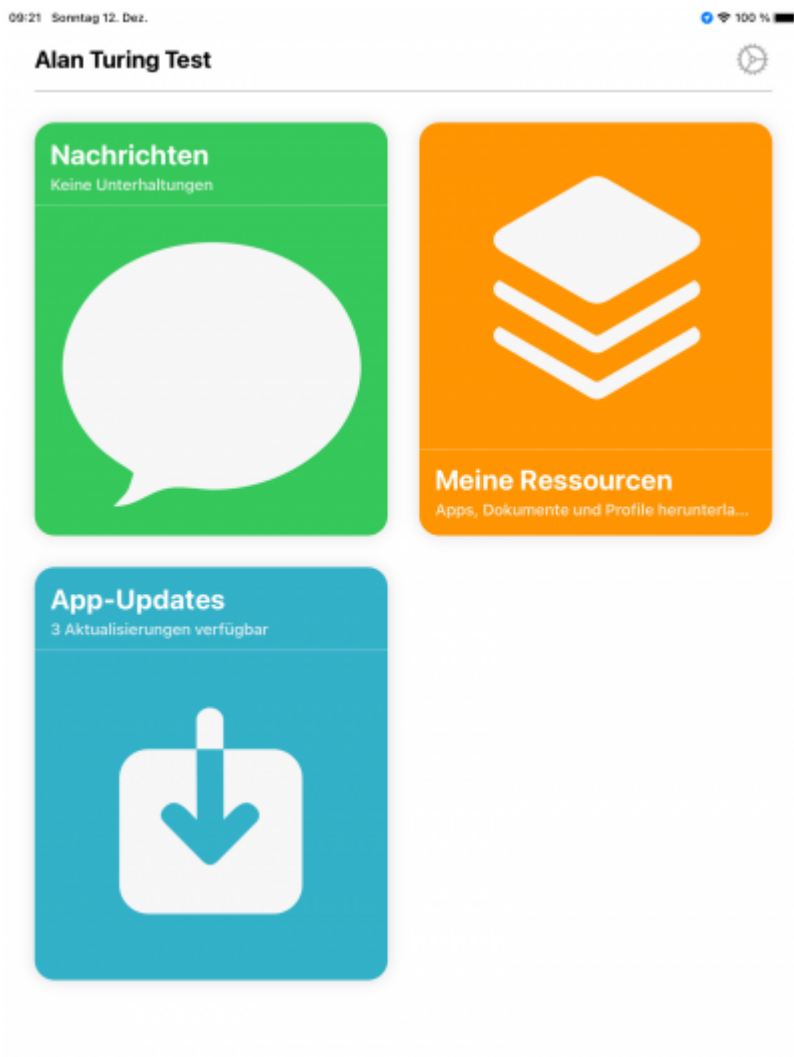 09:21 Sonntag 12. Dez. 100 %
Alan Turing Test
Nachrichten
Keine Unterhaltungen
Meine Ressourcen
Apps, Dokumente und Profile herunterla...
App-Updates
3 Aktualisierungen verfügbar